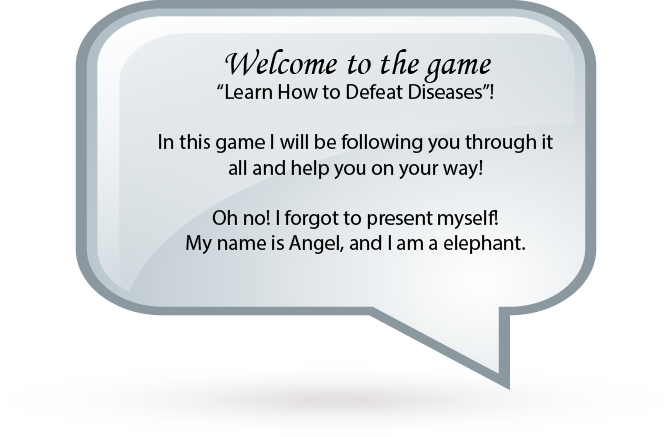 Welcome to the game
“Learn How to Defeat Diseases”!
In this game I will be following you through it
all and help you on your way!
Oh no! I forgot to present myself!
My name is Angel, and I am a elephant.